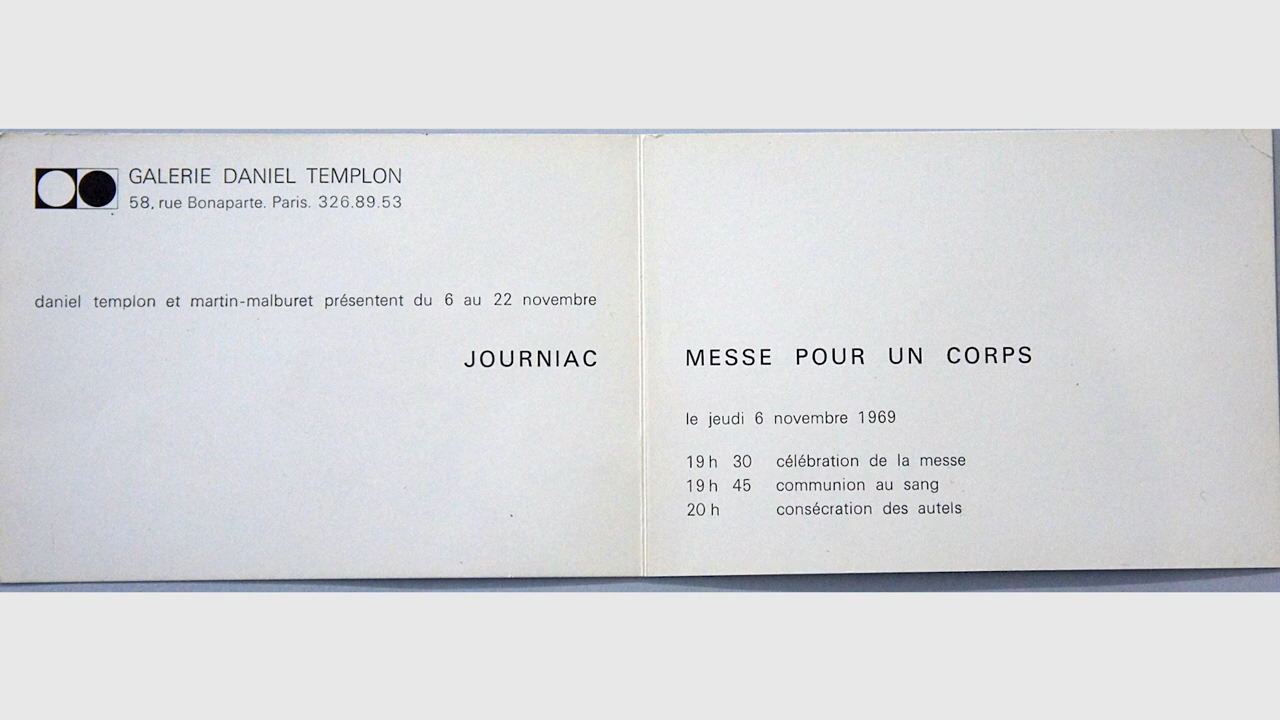 GALERIE DANIEL TEMPLON
58, rue Bonaparte. Paris. 326.89.53
daniel templon et martin-malburet présentent du 6 au 22 novembre
JOURNIAC
MESSE POUR UN CORPS
le jeudi 6 novembre 1969
19 h 30 célébration de la messe
19 h 45 communion au sang
20 h consécration des autels